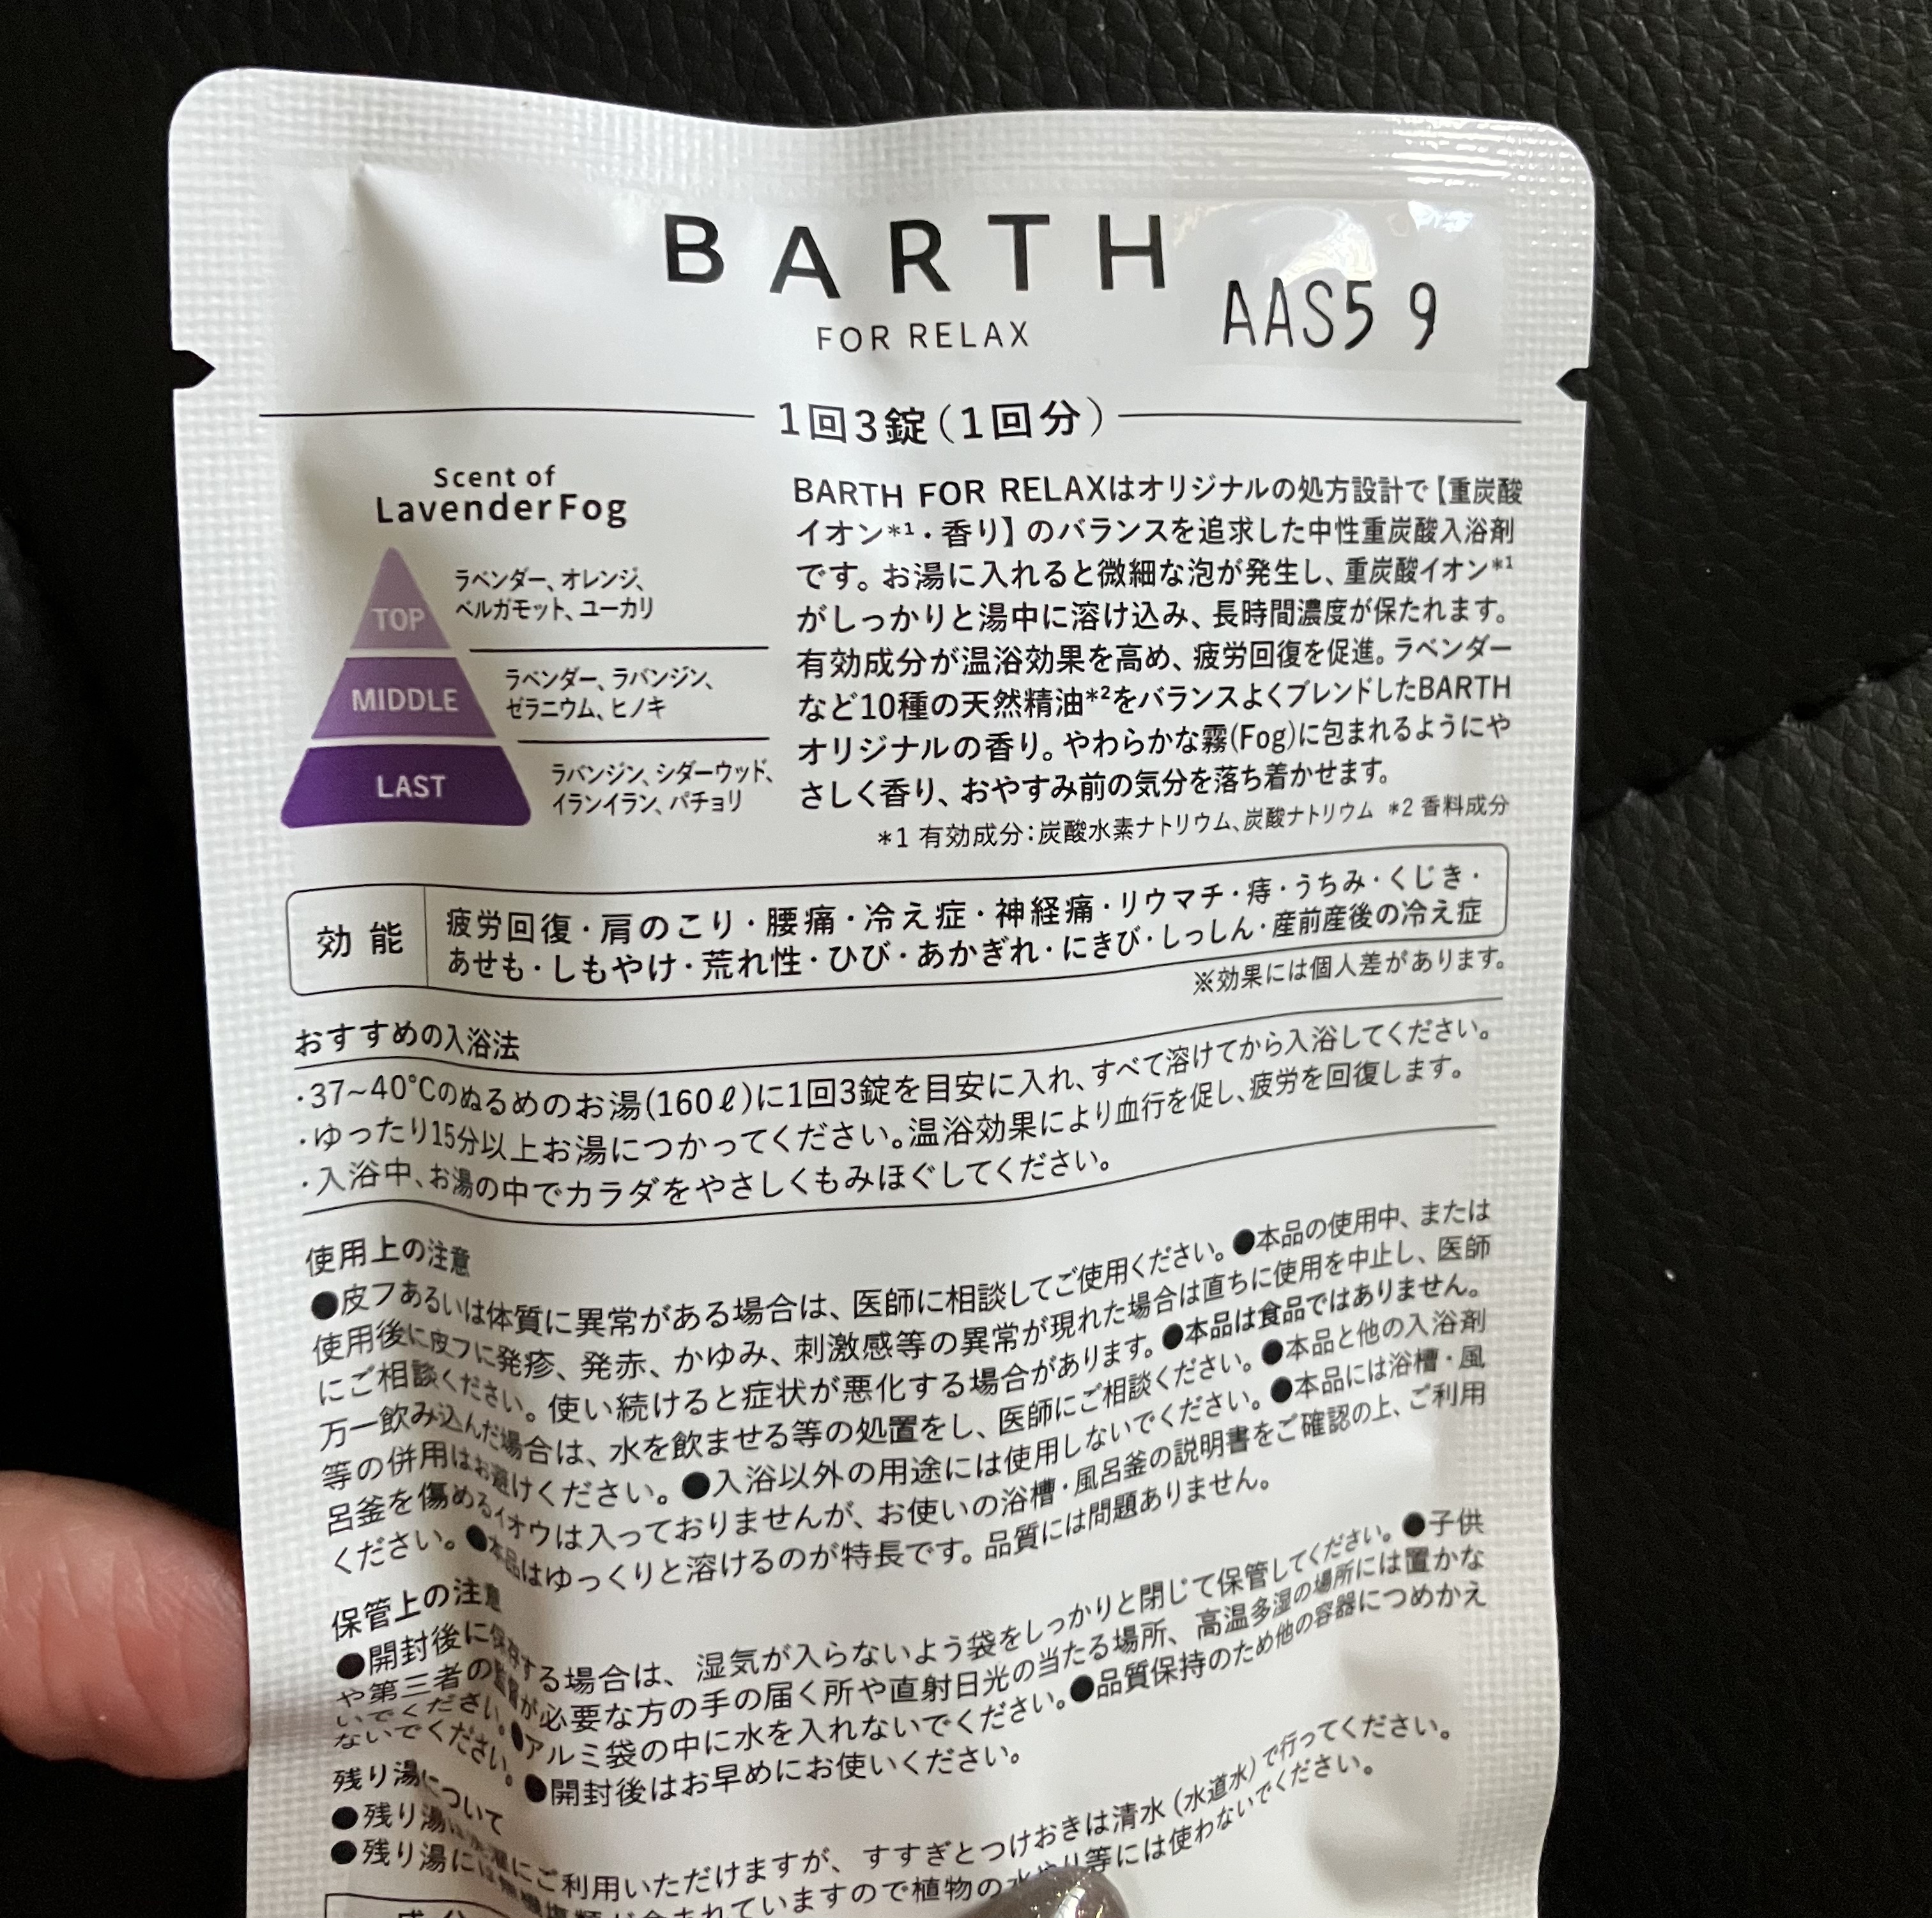 BARTH
FOR RELAX
AAS5 9
1回3錠（1回分）
Scent of
LavenderFog
TOP
ラベンダー、オレンジ、
ベルガモット、ユーカリ
MIDDLE
ラベンダー、ラバンジン、
ゼラニウム、ヒノキ
LAST
ラバンジン、シダーウッド、
イランイラン、パチョリ
BARTH FOR RELAXはオリジナルの処方設計で【重炭酸
イオン*1・香り】のバランスを追求した中性重炭酸入浴剤
です。お湯に入れると微細な泡が発生し、重炭酸イオン*1
がしっかりと湯中に溶け込み、長時間濃度が保たれます。
有効成分が温浴効果を高め、疲労回復を促進。ラベンダー
など10種の天然精油*2をバランスよくブレンドしたBARTH
オリジナルの香り。やわらかな霧(Fog)に包まれるようにや
さしく香り、おやすみ前の気分を落ち着かせます。
*1 有効成分：炭酸水素ナトリウム、炭酸ナトリウム *2 香料成分
効能
疲労回復・肩のこり・腰痛・冷え症・神経痛・リウマチ・痔・うちみ・くじき・
あせも・しもやけ・荒れ性・ひび・あかぎれ・にきび・しっしん・産前産後の冷え症
※効果には個人差があります。
おすすめの入浴法
・37~40℃のぬるめのお湯(160ℓ)に1回3錠を目安に入れ、すべて溶けてから入浴してください。
・ゆったり15分以上お湯につかってください。温浴効果により血行を促し、疲労を回復します。
・入浴中、お湯の中でカラダをやさしくもみほぐしてください。
使用上の注意
●皮フあるいは体質に異常がある場合は、医師に相談してご使用ください。●本品の使用中、または
使用後に皮フに発疹、発赤、かゆみ、刺激感等の異常が現れた場合は直ちに使用を中止し、医師
にご相談ください。使い続けると症状が悪化する場合があります。●本品は食品ではありません。
万一飲み込んだ場合は、水を飲ませる等の処置をし、医師にご相談ください。●本品と他の入浴剤
等の併用はお避けください。●入浴以外の用途には使用しないでください。●本品には浴槽・風
呂釜を傷めるイオウは入っておりませんが、お使いの浴槽・風呂釜の説明書をご確認の上、ご利用
ください。●本品はゆっくりと溶けるのが特長です。品質には問題ありません。
保管上の注意
●開封後に保存する場合は、湿気が入らないよう袋をしっかりと閉じて保管してください。●子供
や第三者の監督が必要な方の手の届く所や直射日光の当たる場所、高温多湿の場所には置かな
いでください。●アルミ袋の中に水を入れないでください。●品質保持のため他の容器につめかえ
ないでください。●開封後はお早めにお使いください。
残り湯について
●残り湯は洗濯にご利用いただけますが、すすぎとつけおきは清水（水道水）で行ってください。
●残り湯には無機塩類が含まれていますので植物の水やり等には使わないでください。
成分